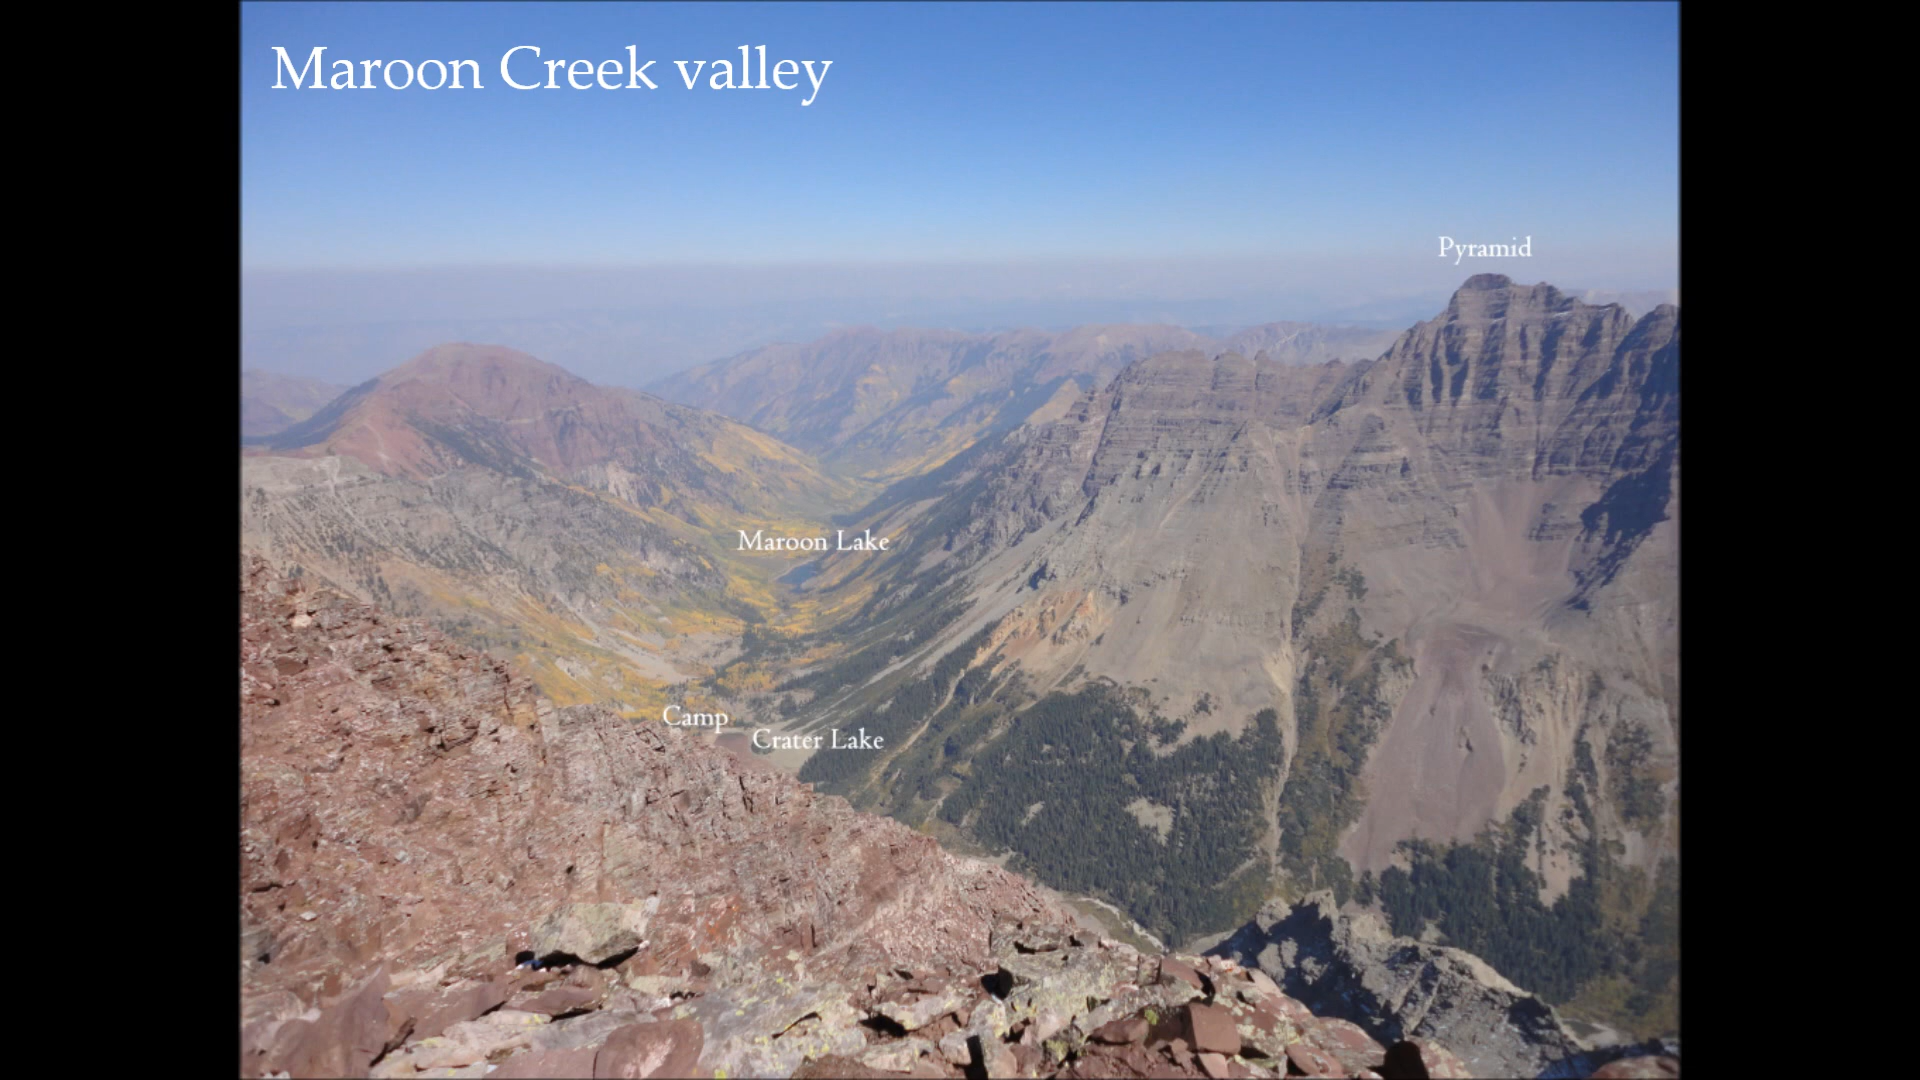 Maroon Creek valley
Pyramid
Maroon Lake
Camp
Crater Lake